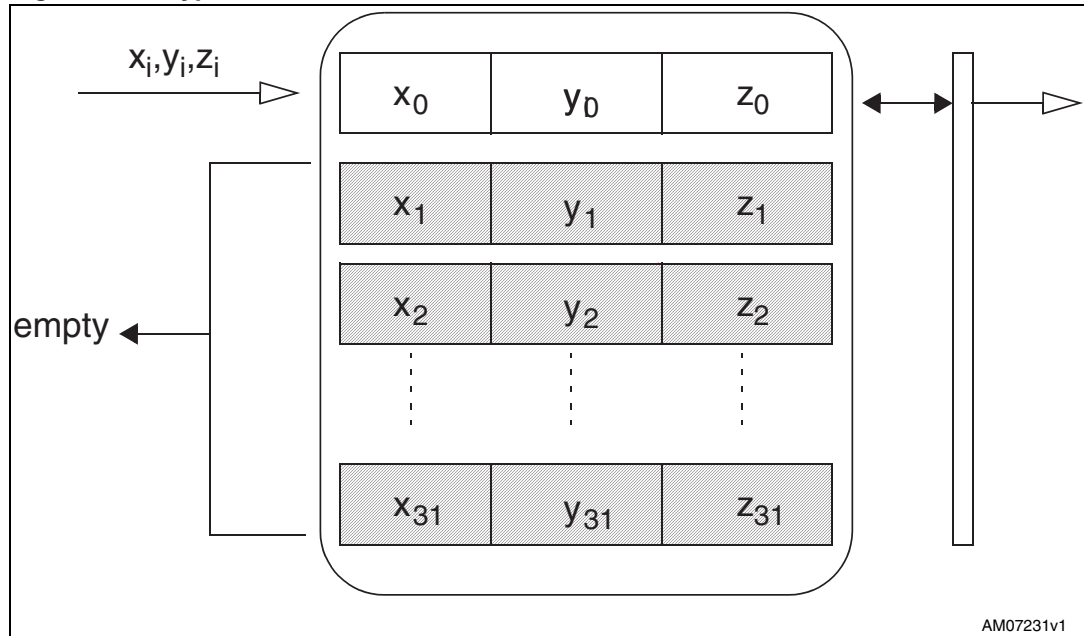 xᵢ,yᵢ,zᵢ
x₀ y₀ z₀
x₁ y₁ z₁
x₂ y₂ z₂
empty
x₃₁ y₃₁ z₃₁
AM07231v1